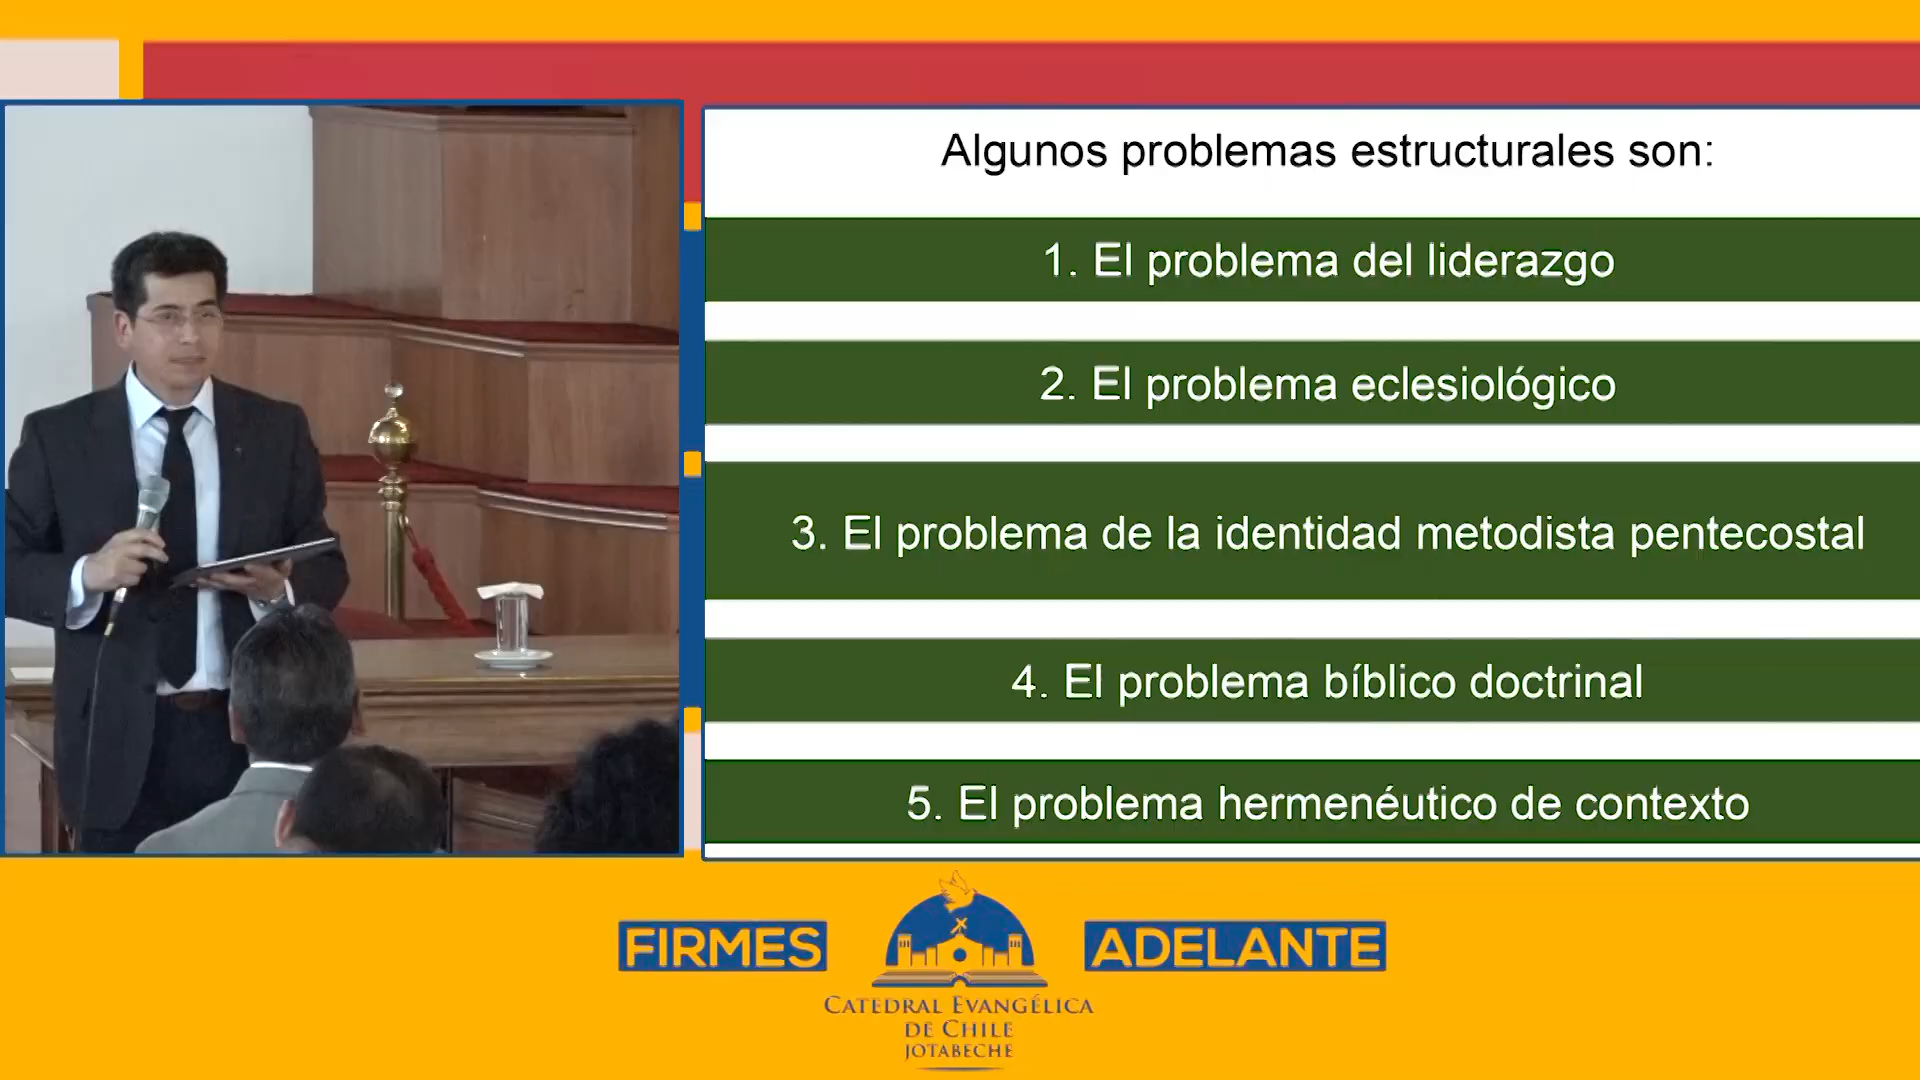 Algunos problemas estructurales son:
1. El problema del liderazgo
2. El problema eclesiológico
3. El problema de la identidad metodista pentecostal
4. El problema bíblico doctrinal
5. El problema hermenéutico de contexto
FIRMES
ADELANTE
CATEDRAL EVANGÉLICA
DE CHILE
JOTABECHE